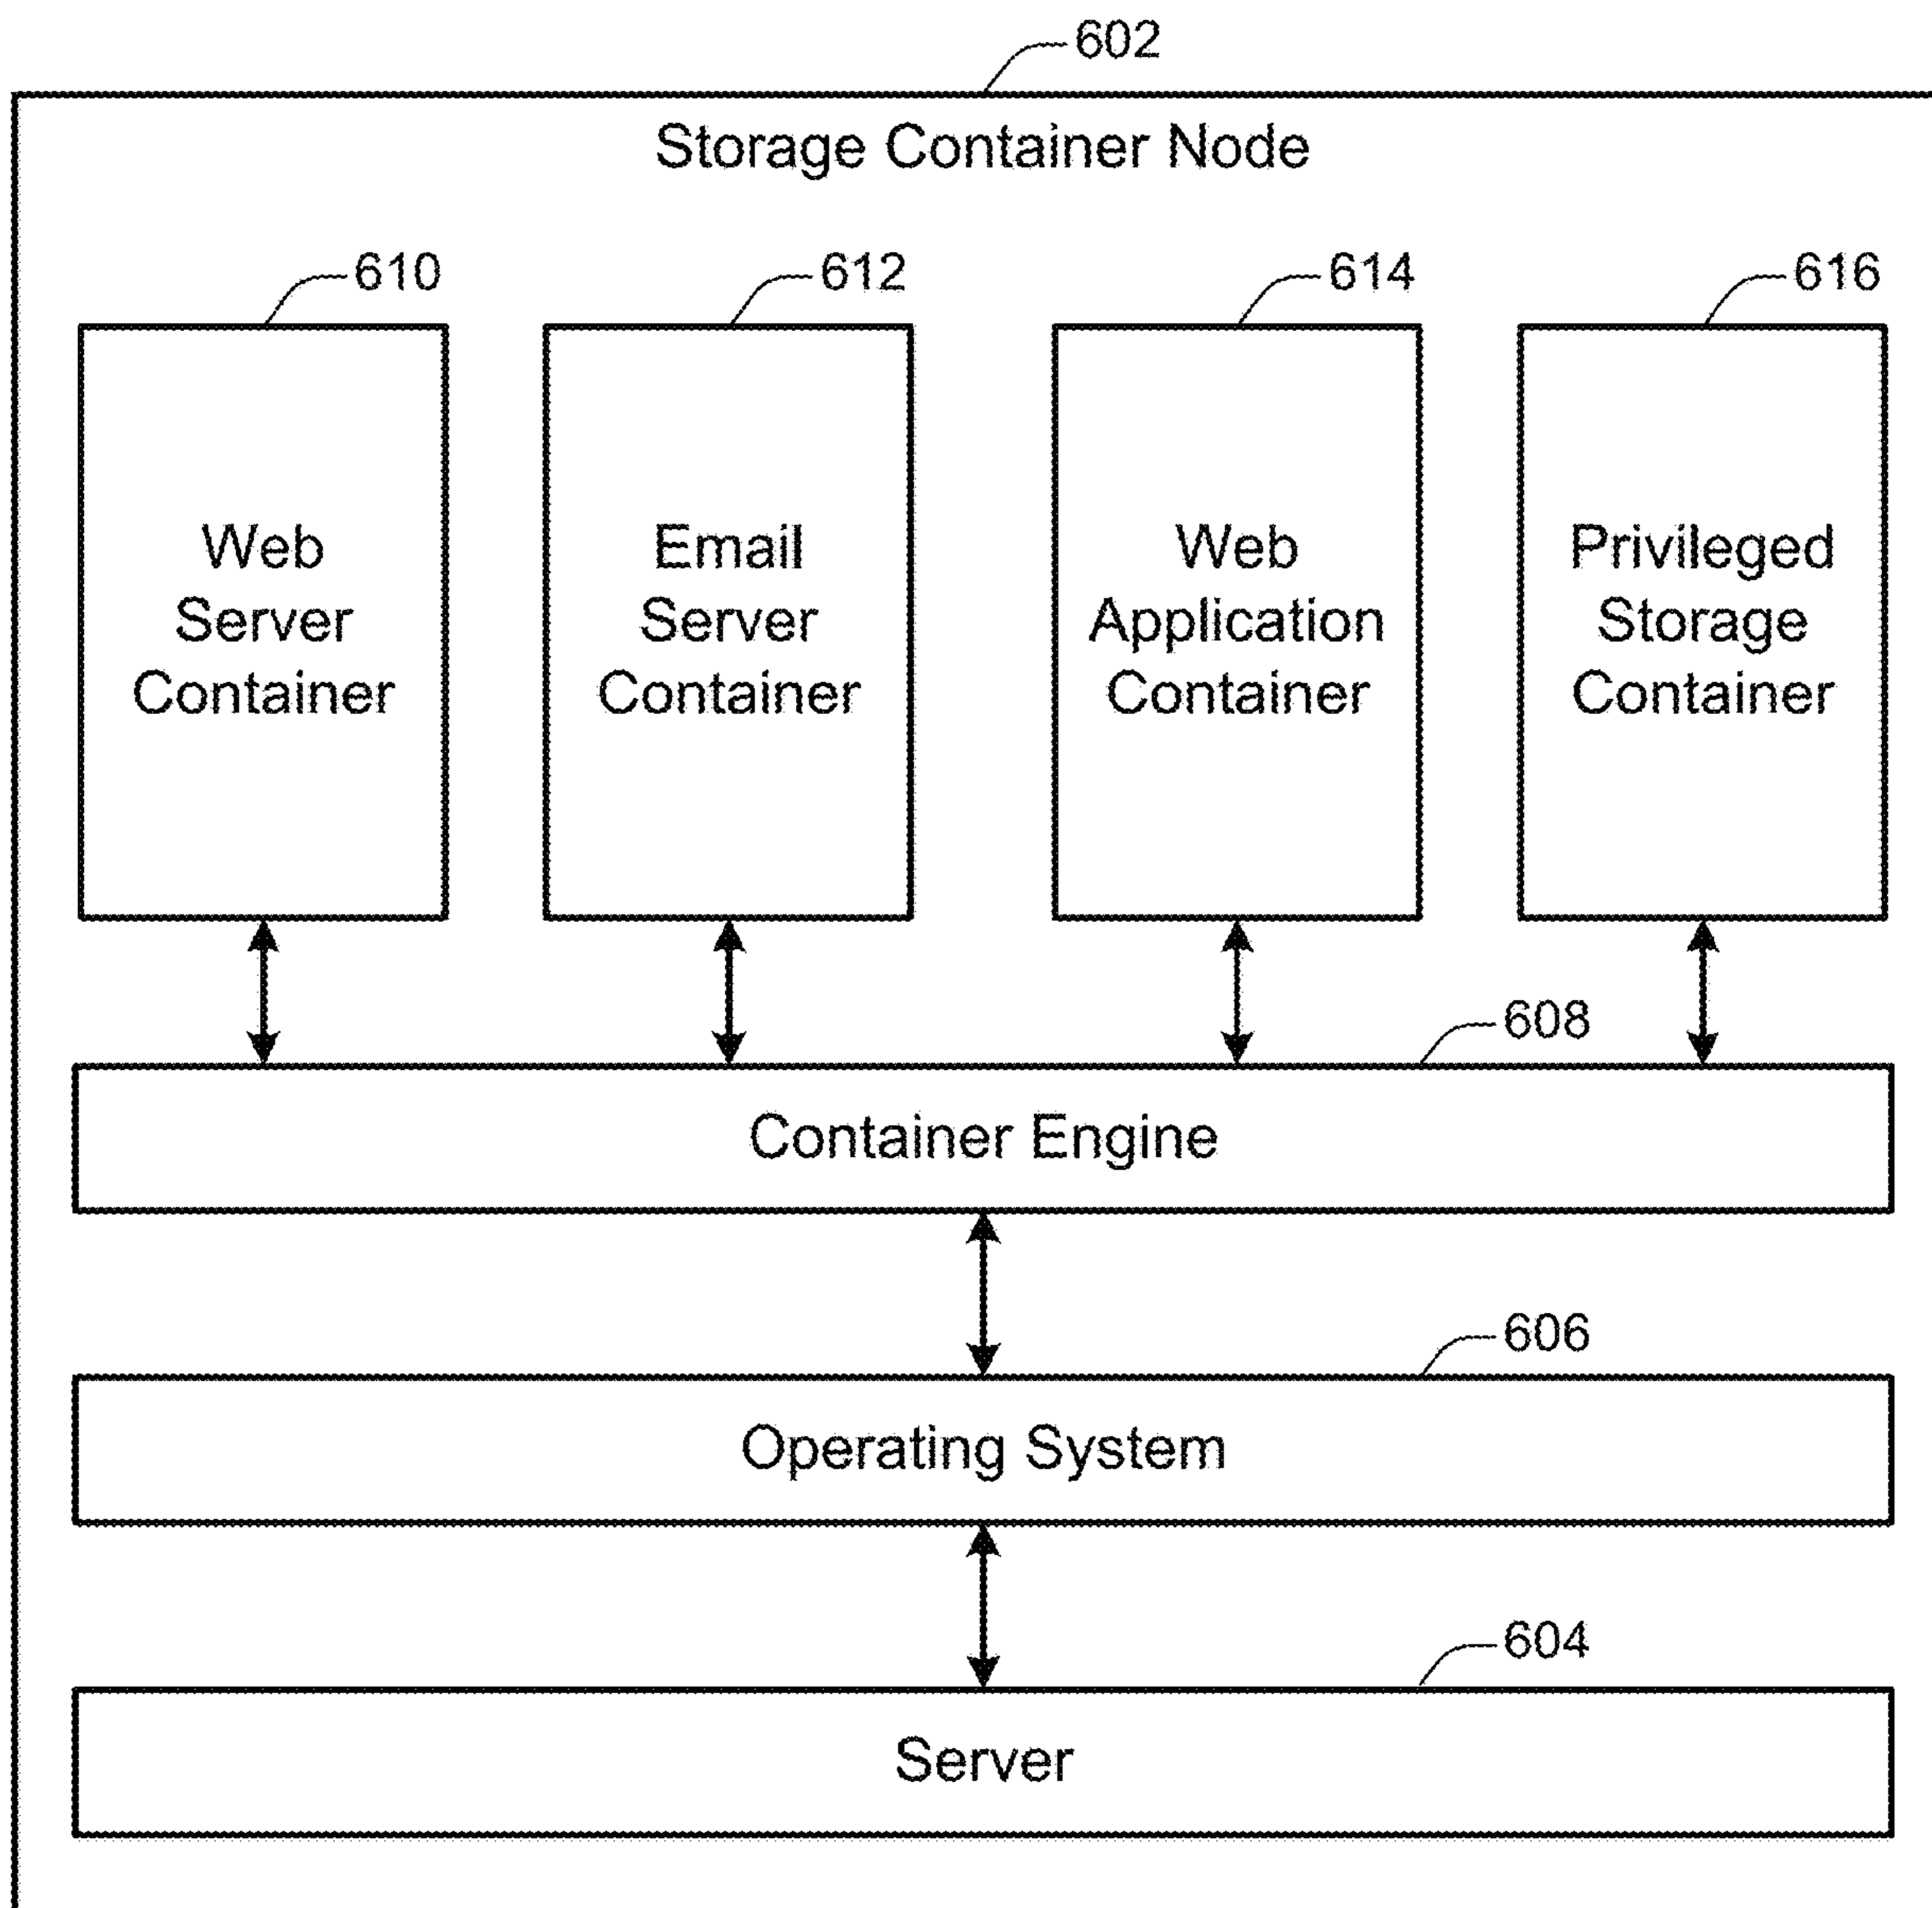 602
Storage Container Node
610
612
614
616
Web
Server
Container
Email
Server
Container
Web
Application
Container
Privileged
Storage
Container
608
Container Engine
606
Operating System
604
Server